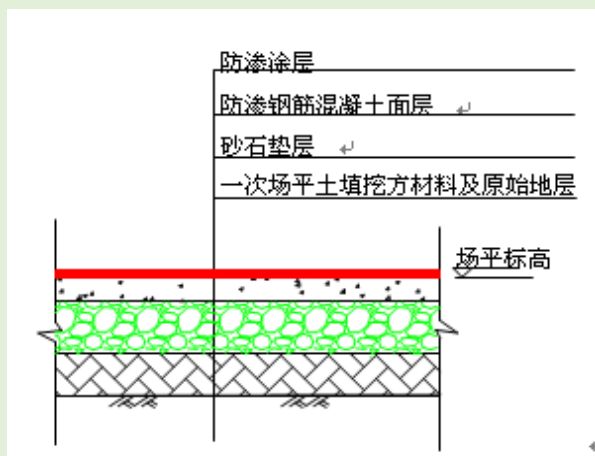 防渗涂层
防渗钢筋混凝土面层
砂石垫层
一次场平土填挖方材料及原始地层
场平标高